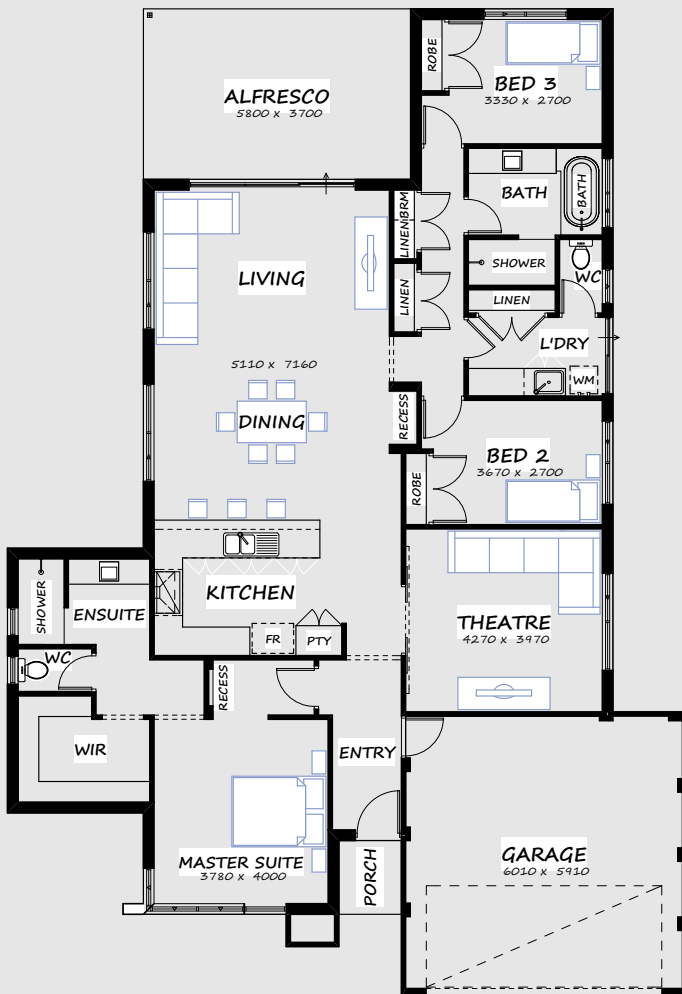 ROBE
BED 3
3330 x 2700
ALFRESCO
5800 x 3700
BATH
BATH
LINEN
BRM
SHOWER
WC
LIVING
LINEN
LINEN
L'DRY
WM
5110 x 7160
DINING
RECESS
BED 2
3670 x 2700
ROBE
KITCHEN
FR
PTY
THEATRE
4270 x 3970
SHOWER
ENSUITE
WC
RECESS
WIR
ENTRY
MASTER SUITE
3780 x 4000
PORCH
GARAGE
6010 x 5910